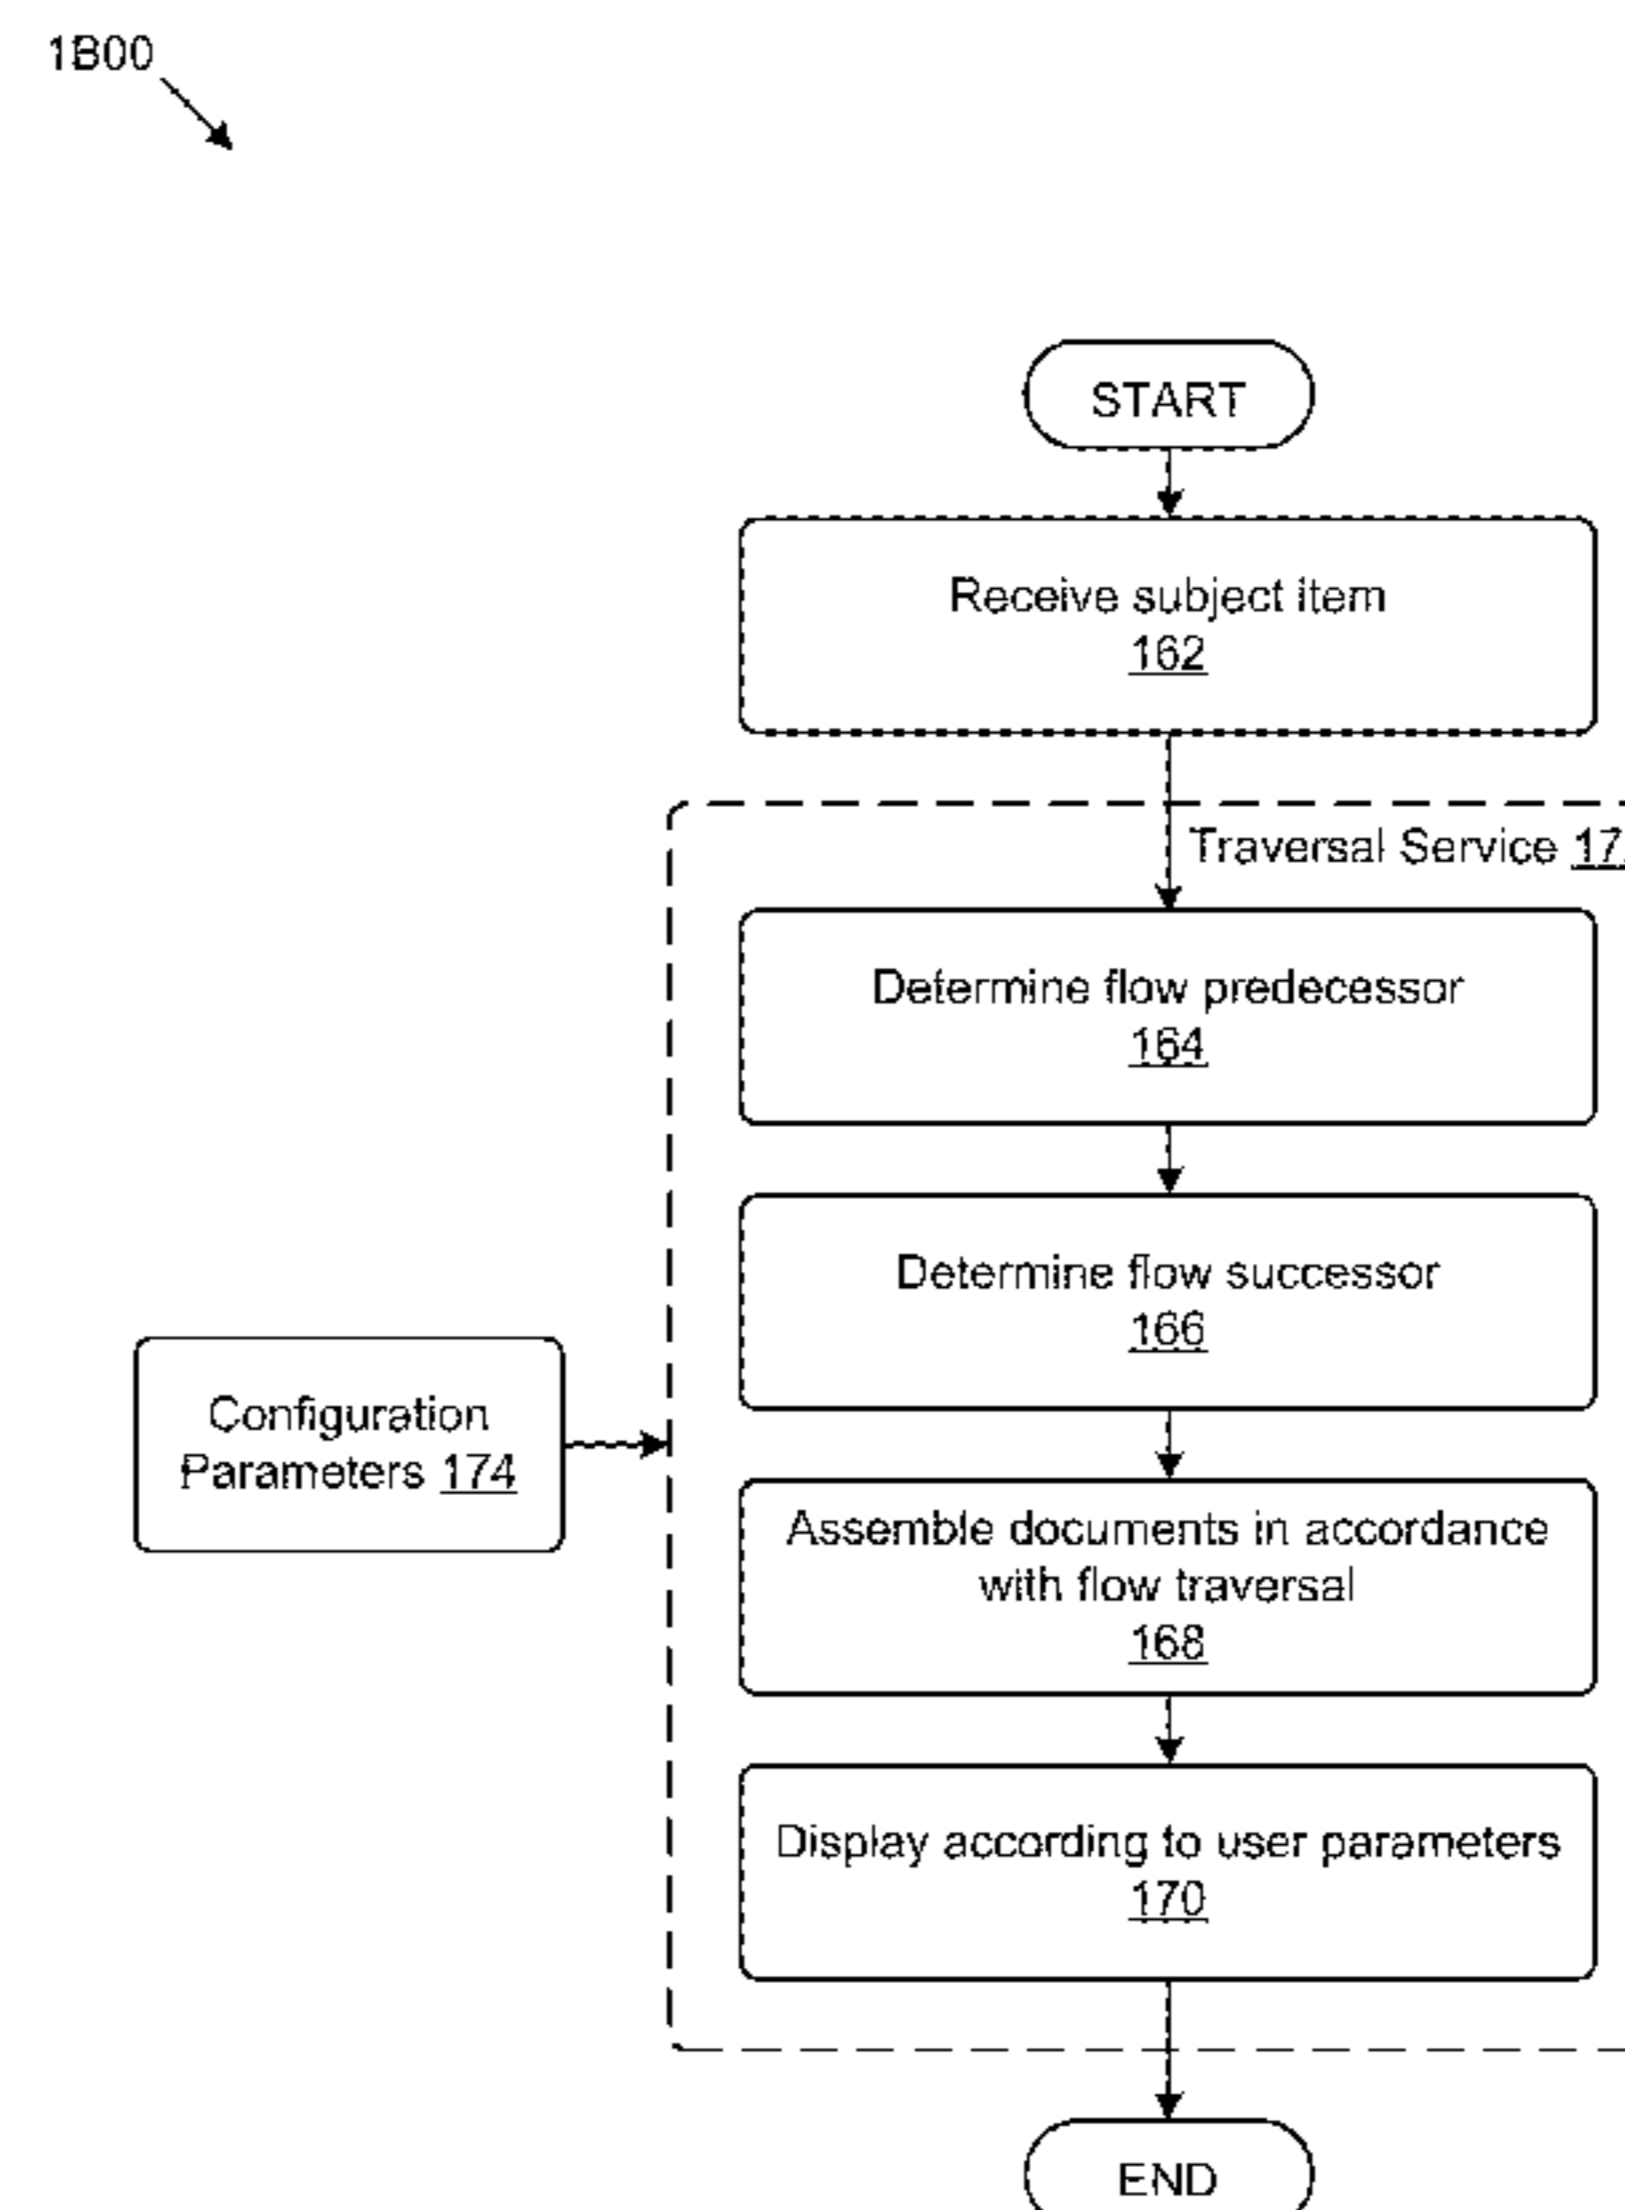 1B00
START
Receive subject item
162
Traversal Service
Determine flow predecessor
164
Determine flow successor
166
Configuration
Parameters 174
Assemble documents in accordance
with flow traversal
168
Display according to user parameters
170
END